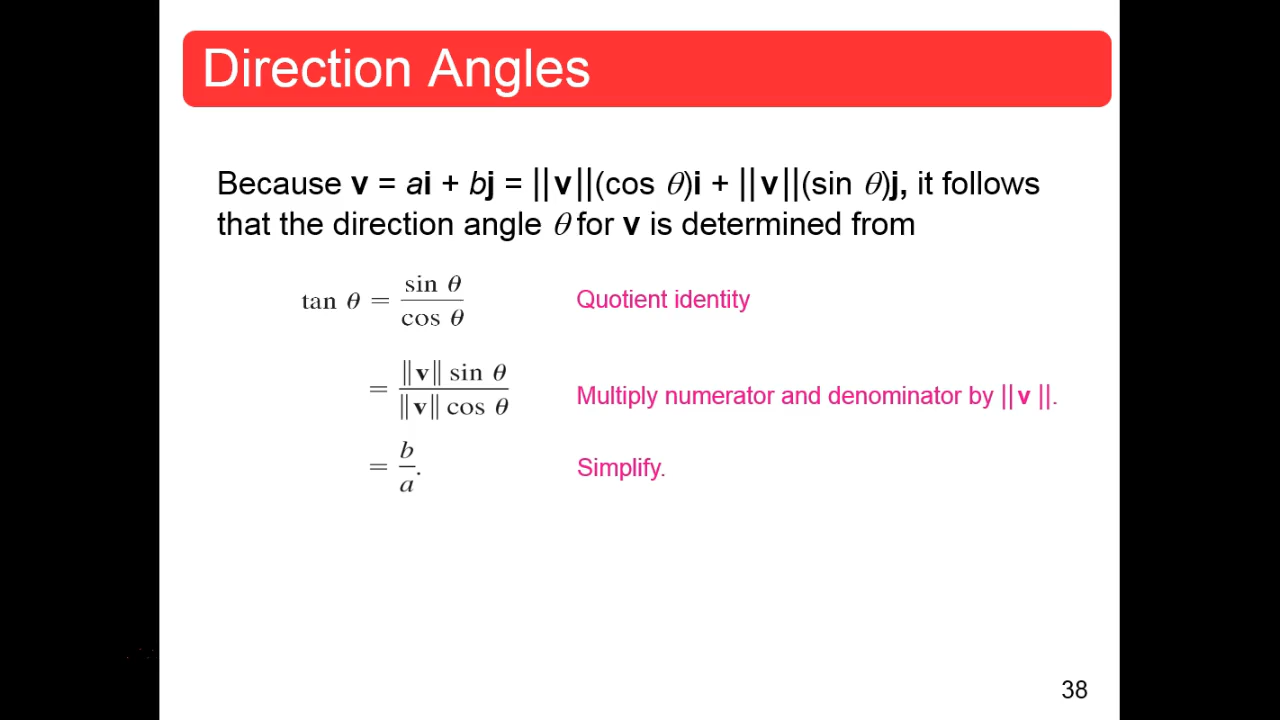 Direction Angles
Because v = ai + bj = ||v||(cos θ)i + ||v||(sin θ)j, it follows
that the direction angle θ for v is determined from
tan θ = sin θ / cos θ Quotient identity
= ||v|| sin θ / ||v|| cos θ Multiply numerator and denominator by ||v ||.
= b / a. Simplify.
38